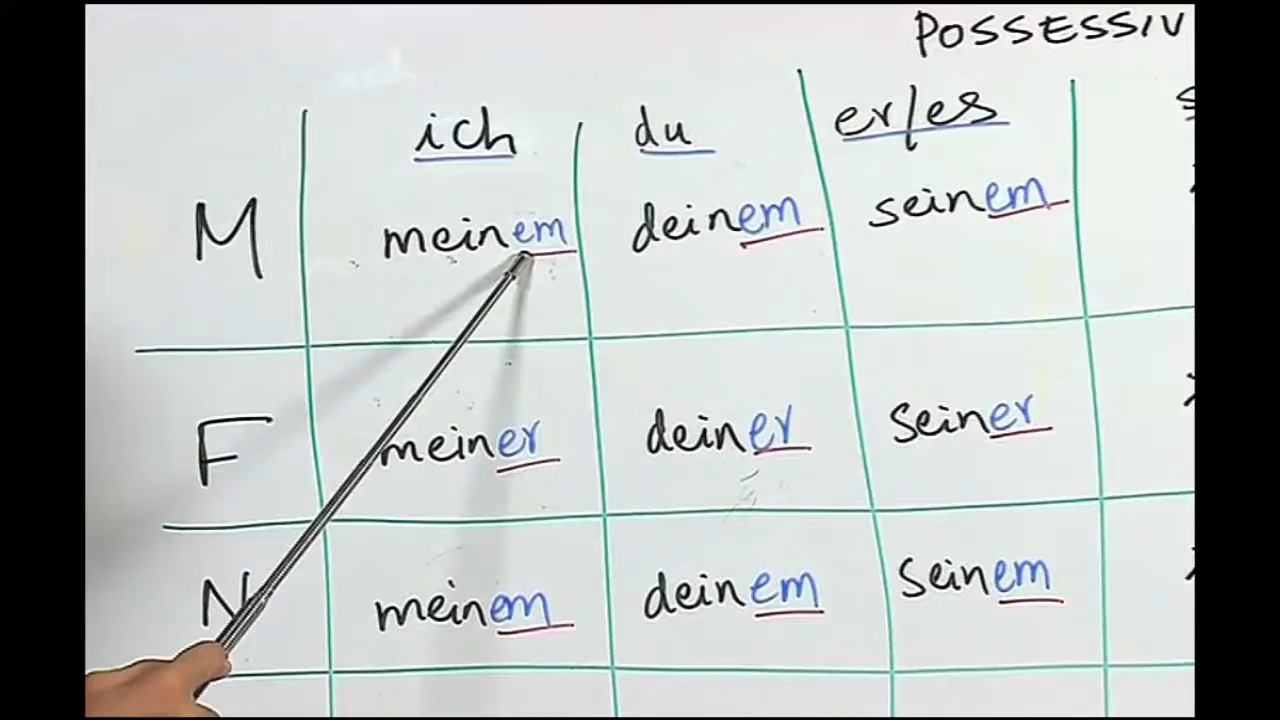 POSSESSIV
ich du er/es
M meinem deinem seinem
F meiner deiner seiner
N meinem deinem seinem